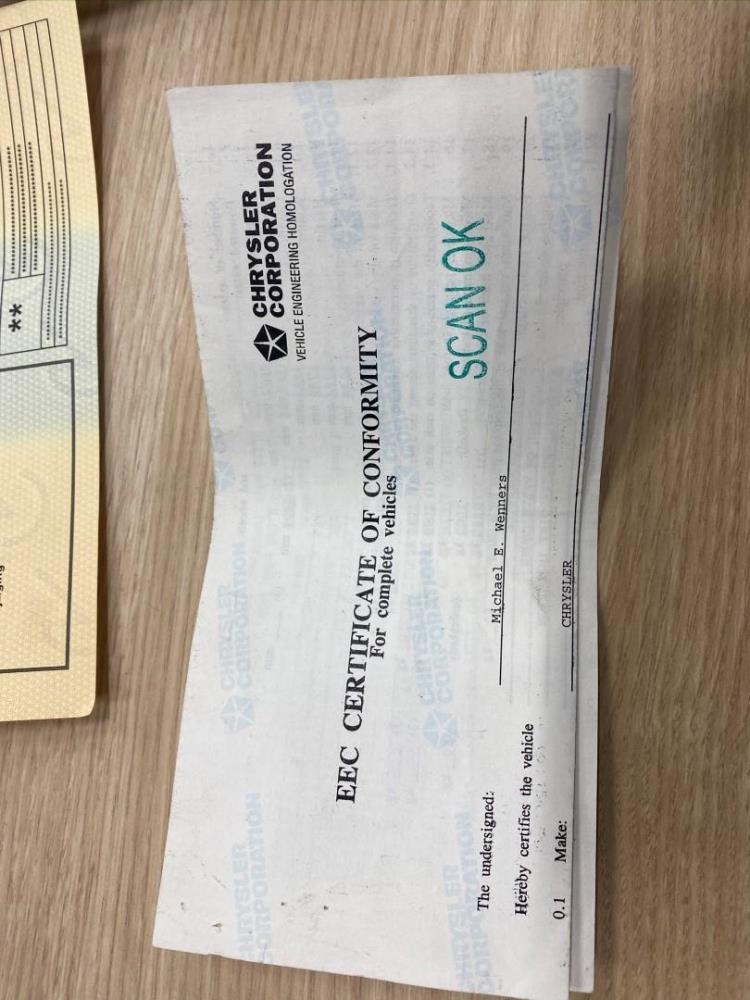 CHRYSLER
CORPORATION
VEHICLE ENGINEERING HOMOLOGATION
EEC CERTIFICATE OF CONFORMITY
For complete vehicles
SCAN OK
The undersigned: Michael E. Wenners
Hereby certifies the vehicle
0.1 Make: CHRYSLER
**